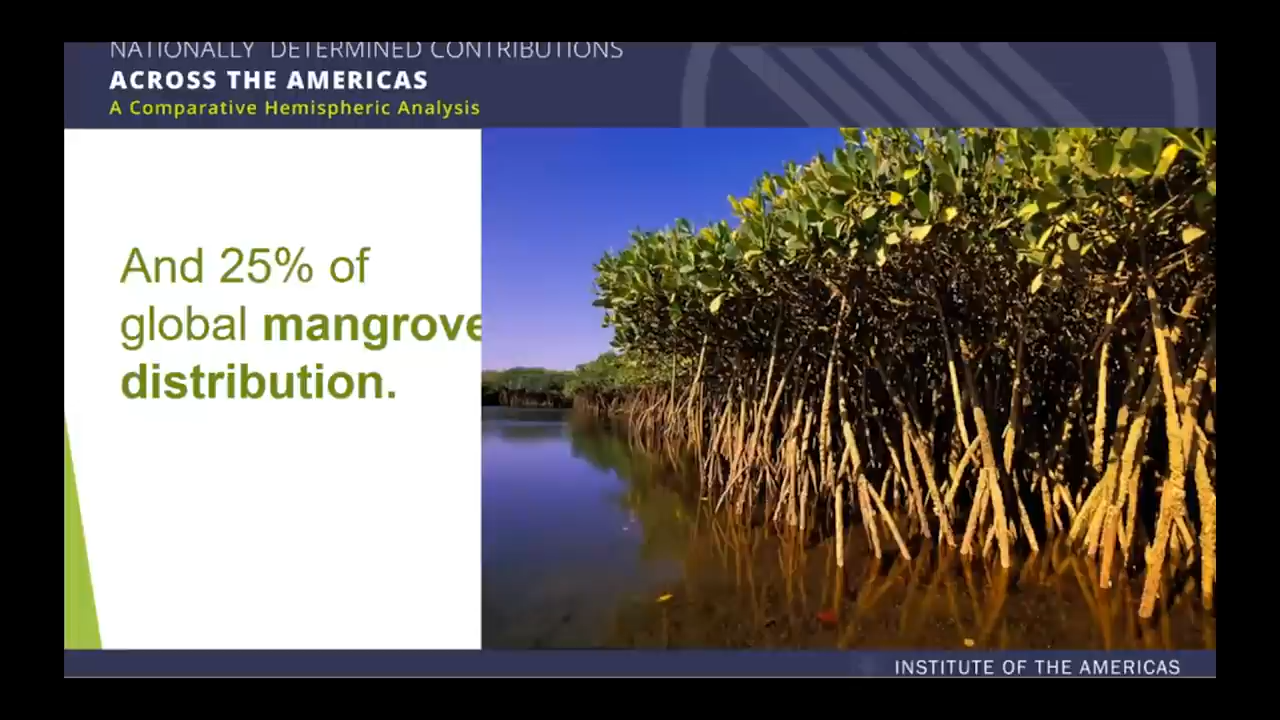 NATIONALLY DETERMINED CONTRIBUTIONS
ACROSS THE AMERICAS
A Comparative Hemispheric Analysis
And 25% of
global mangrove
distribution.
INSTITUTE OF THE AMERICAS